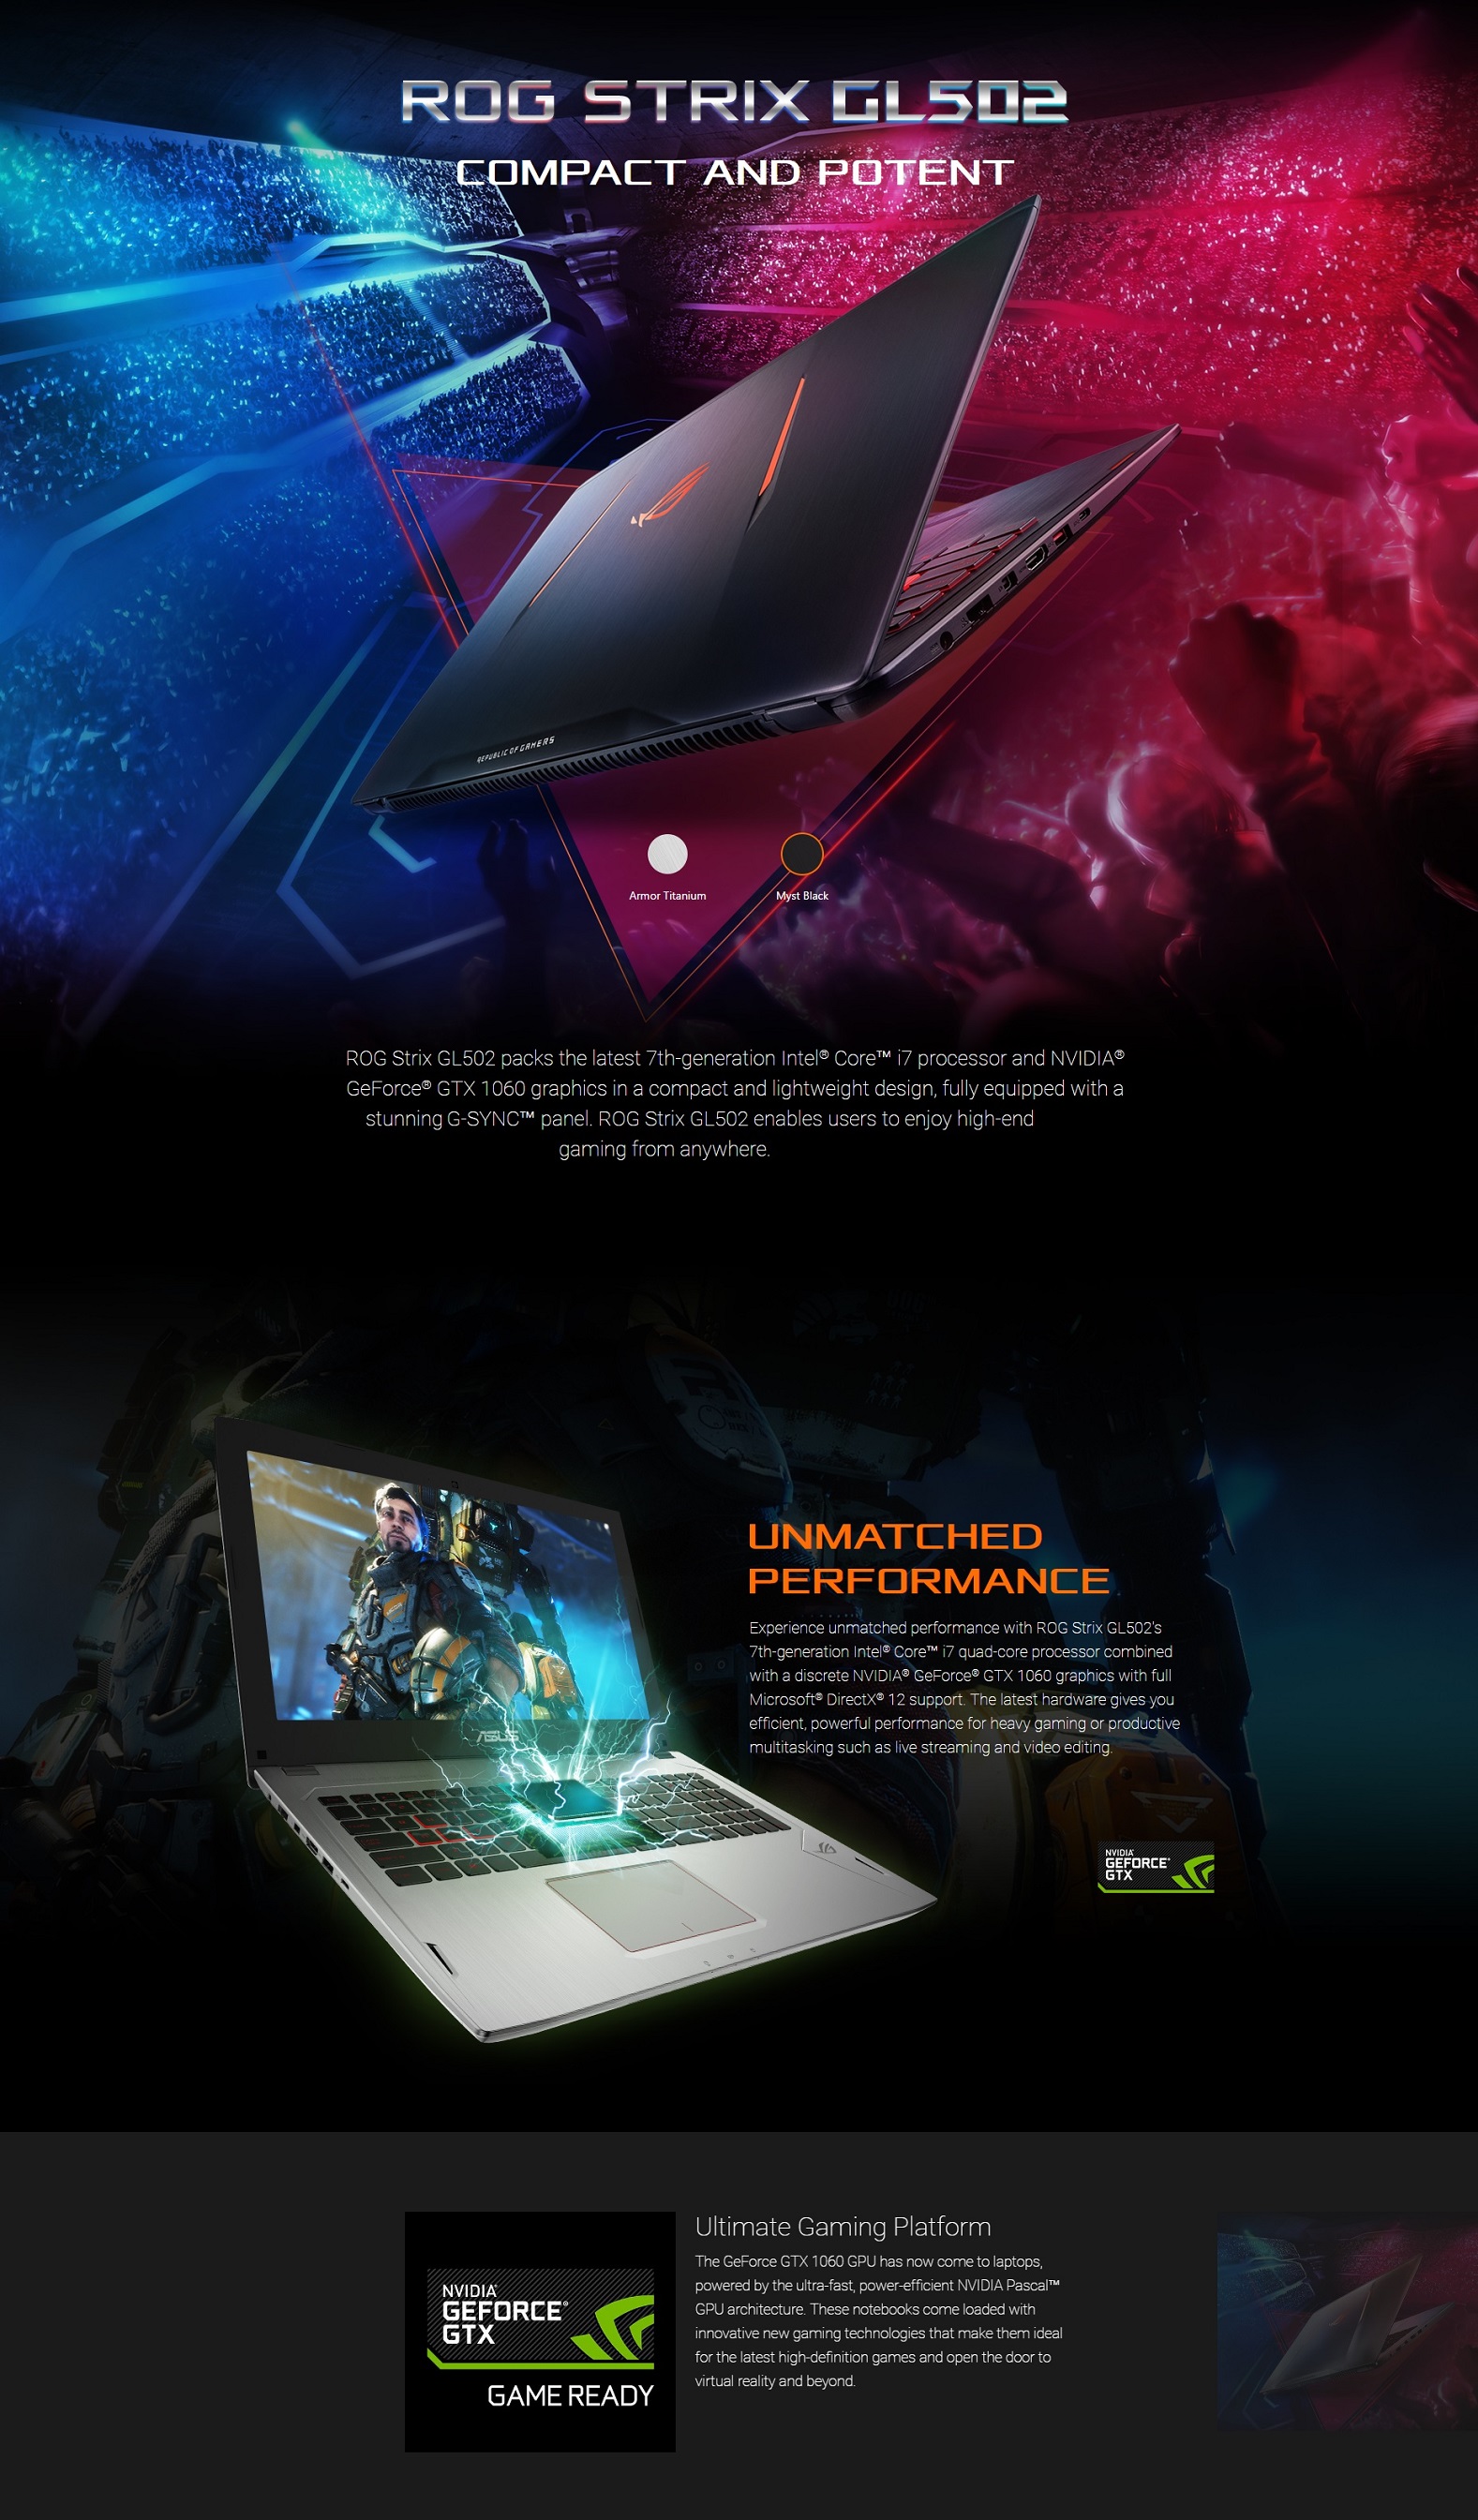 ROG STRIX GL502
COMPACT AND POTENT
REPUBLIC OF GAMERS
Armor Titanium
Myst Black
ROG Strix GL502 packs the latest 7th-generation Intel® Core™ i7 processor and NVIDIA®
GeForce® GTX 1060 graphics in a compact and lightweight design, fully equipped with a
stunning G-SYNC™ panel. ROG Strix GL502 enables users to enjoy high-end
gaming from anywhere.
UNMATCHED
PERFORMANCE
Experience unmatched performance with ROG Strix GL502's
7th-generation Intel® Core™ i7 quad-core processor combined
with a discrete NVIDIA® GeForce® GTX 1060 graphics with full
Microsoft® DirectX® 12 support. The latest hardware gives you
efficient, powerful performance for heavy gaming or productive
multitasking such as live streaming and video editing.
ASUS
NVIDIA
GEFORCE®
GTX
NVIDIA
GEFORCE®
GTX
GAME READY
Ultimate Gaming Platform
The GeForce GTX 1060 GPU has now come to laptops,
powered by the ultra-fast, power-efficient NVIDIA Pascal™
GPU architecture. These notebooks come loaded with
innovative new gaming technologies that make them ideal
for the latest high-definition games and open the door to
virtual reality and beyond.